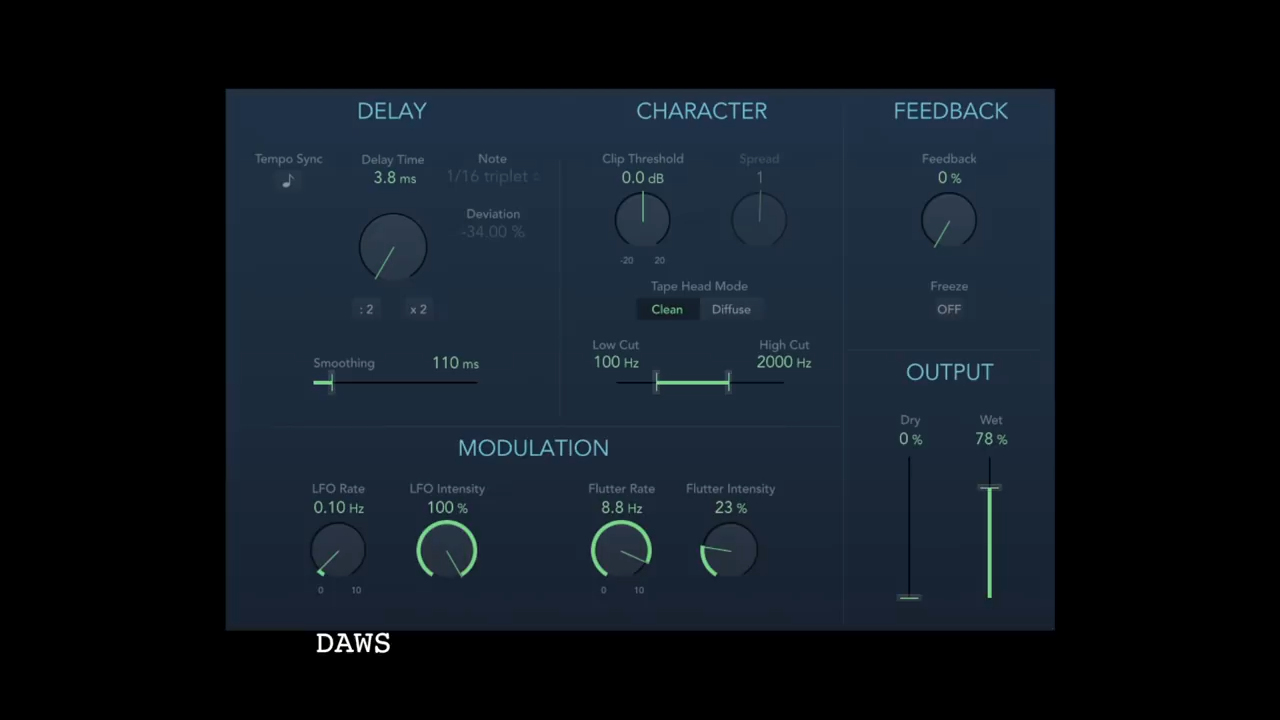 DELAY
Tempo Sync
Delay Time
3.8 ms
Note
1/16 triplet
Deviation
-34.00 %
: 2
x 2
Smoothing
110 ms
CHARACTER
Clip Threshold
0.0 dB
-20
20
Spread
1
Tape Head Mode
Clean
Diffuse
Low Cut
100 Hz
High Cut
2000 Hz
FEEDBACK
Feedback
0 %
Freeze
OFF
MODULATION
LFO Rate
0.10 Hz
0
10
LFO Intensity
100 %
Flutter Rate
8.8 Hz
0
10
Flutter Intensity
23 %
OUTPUT
Dry
0 %
Wet
78 %
DAWS